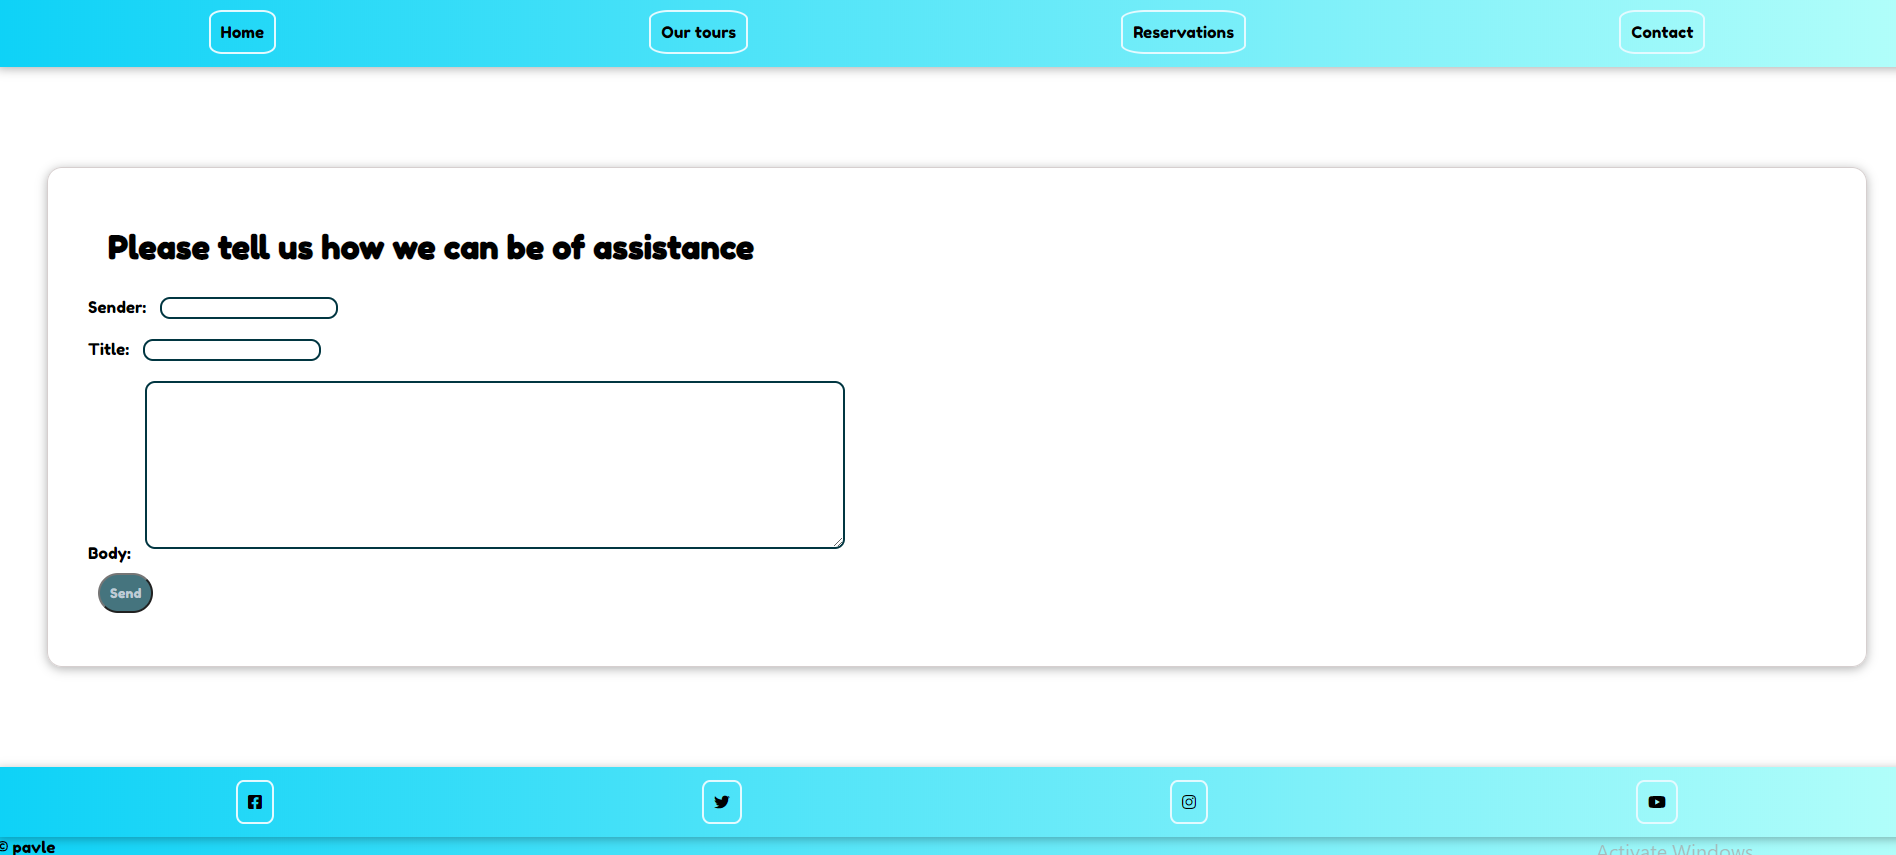 Home Our tours Reservations Contact
Please tell us how we can be of assistance
Sender:
Title:
Body:
Send
© pavle
Activate Windows